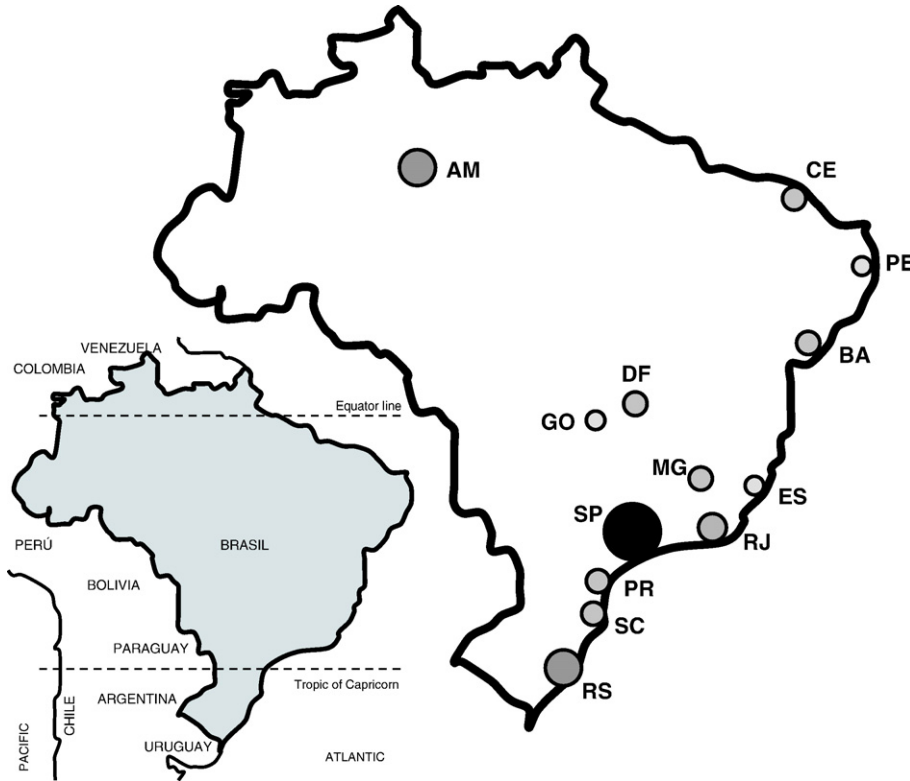 AM
CE
PE
BA
DF
GO
MG
ES
SP
RJ
PR
SC
RS
VENEZUELA
COLOMBIA
Equator line
PERÚ
BRASIL
BOLIVIA
PARAGUAY
Tropic of Capricorn
ARGENTINA
CHILE
PACIFIC
URUGUAY
ATLANTIC